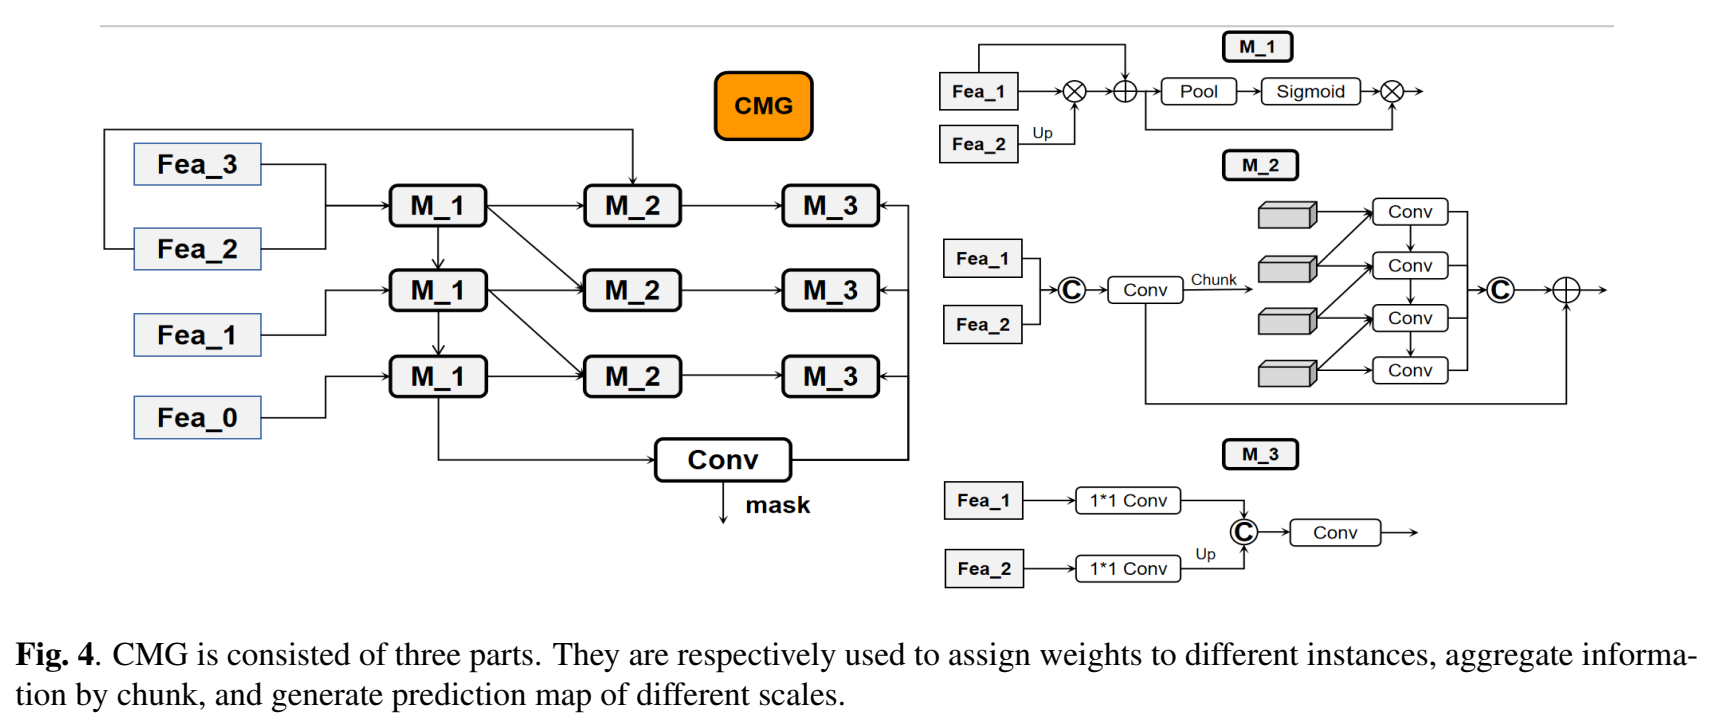 CMG
Fea_3
Fea_2
Fea_1
Fea_0
M_1
M_2
M_3
M_1
M_2
M_3
M_1
M_2
M_3
Conv
mask
M_1
Fea_1
Fea_2
Up
Pool
Sigmoid
M_2
Fea_1
Fea_2
C
Conv
Chunk
Conv
Conv
Conv
Conv
C
M_3
Fea_1
Fea_2
1*1 Conv
1*1 Conv
Up
C
Conv
Fig. 4. CMG is consisted of three parts. They are respectively used to assign weights to different instances, aggregate informa-
tion by chunk, and generate prediction map of different scales.